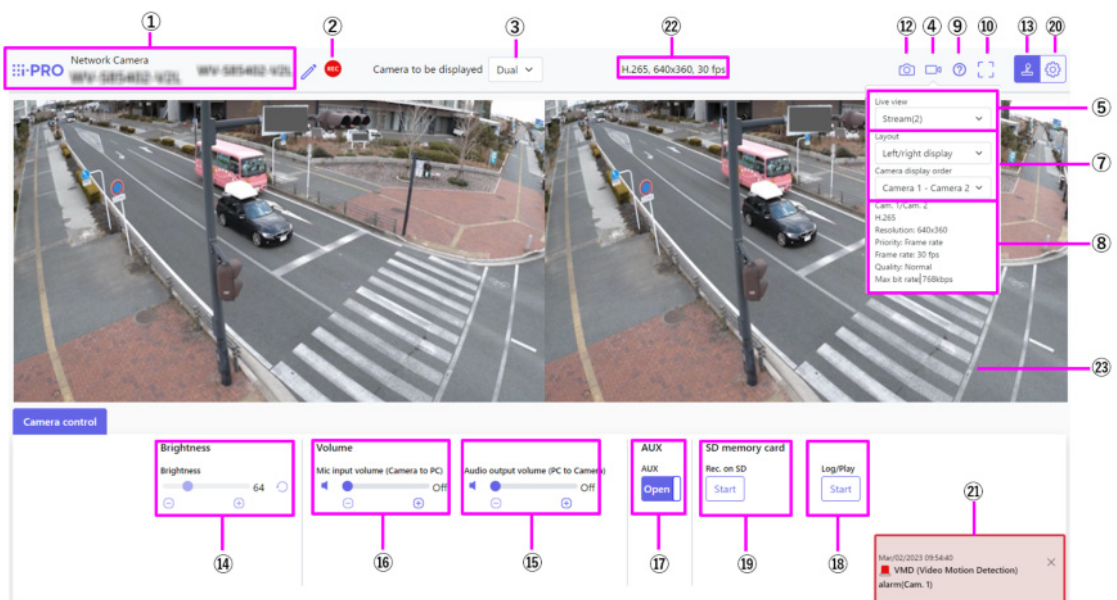 ① ② ③ ㉒ ⑫ ④ ⑨ ⑩ ⑬ ⑳
i-PRO Network Camera
REC
Camera to be displayed Dual
H.265, 640x360, 30 fps
Live view
Stream(2)
⑤
Layout
Left/right display
⑦
Camera display order
Camera 1 - Camera 2
Cam. 1/Cam. 2
H.265
Resolution: 640x360
Priority: Frame rate
⑧
Frame rate: 30 fps
Quality: Normal
Max bit rate: 768kbps
㉓
Camera control
Brightness
Brightness
64
Volume
Mic input volume (Camera to PC)
Off
Audio output volume (PC to Camera)
Off
AUX
AUX
Open
SD memory card
Rec. on SD
Start
Log/Play
Start
㉑
⑭ ⑯ ⑮ ⑰ ⑲ ⑱
Mar/02/2023 09:54:40
VMD (Video Motion Detection)
alarm(Cam. 1)